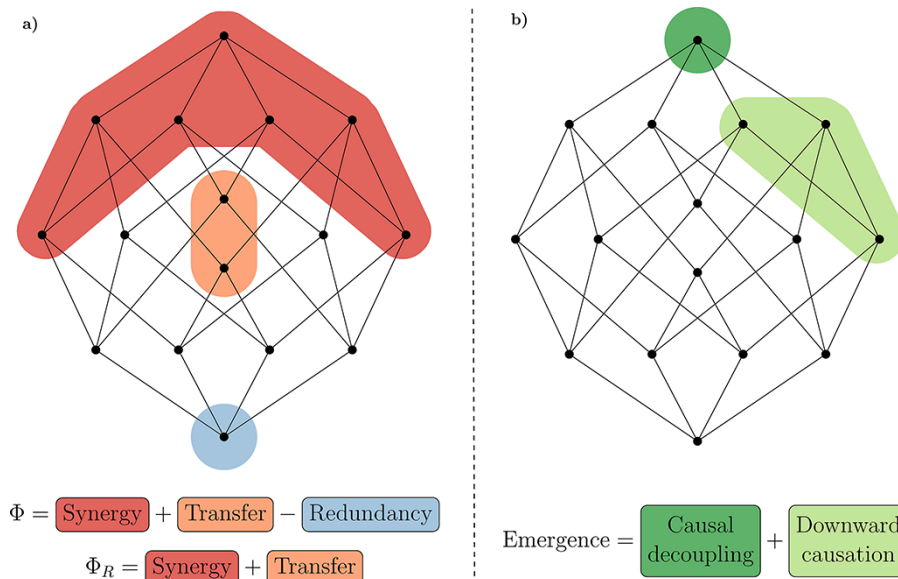 a)
b)
Φ = Synergy + Transfer − Redundancy
Φ_R = Synergy + Transfer
Emergence = Causal decoupling + Downward causation